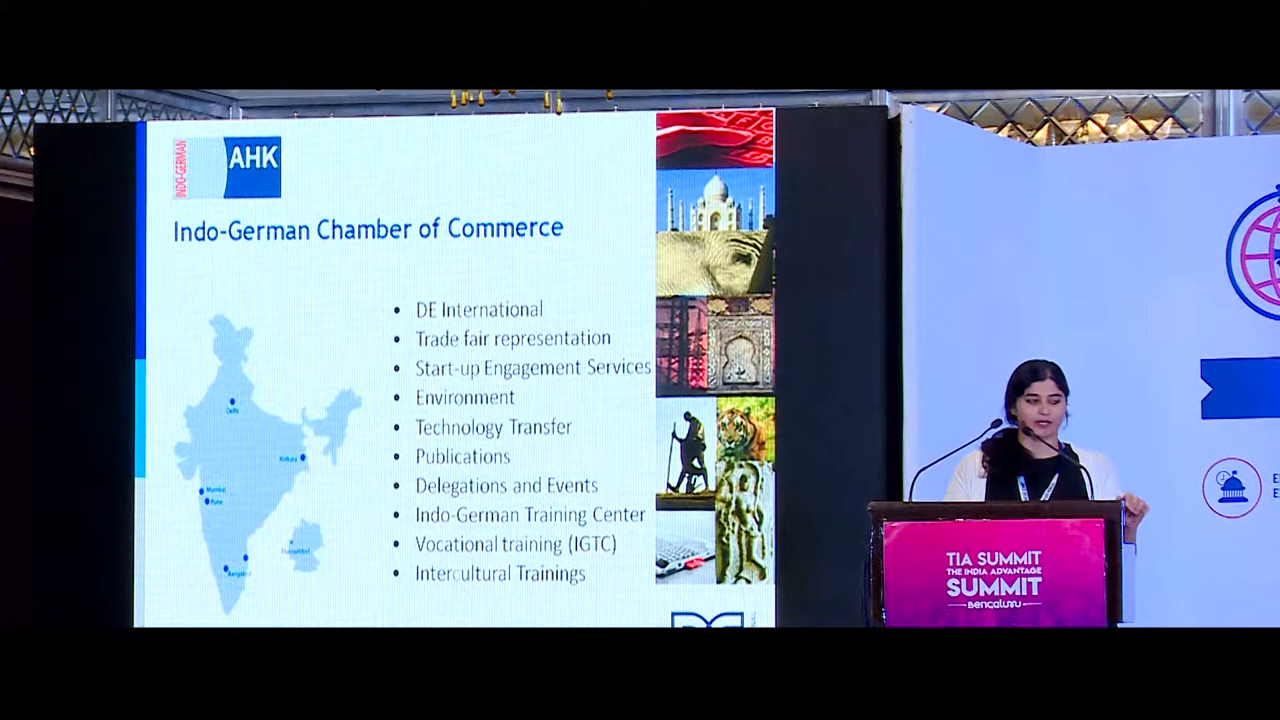 INDO-GERMAN
AHK
Indo-German Chamber of Commerce
• DE International
• Trade fair representation
• Start-up Engagement Services
• Environment
• Technology Transfer
• Publications
• Delegations and Events
• Indo-German Training Center
• Vocational training (IGTC)
• Intercultural Trainings
Delhi
Kolkata
Mumbai
Pune
Duesseldorf
Bangalore
TIA SUMMIT
THE INDIA ADVANTAGE
SUMMIT
BENGALURU